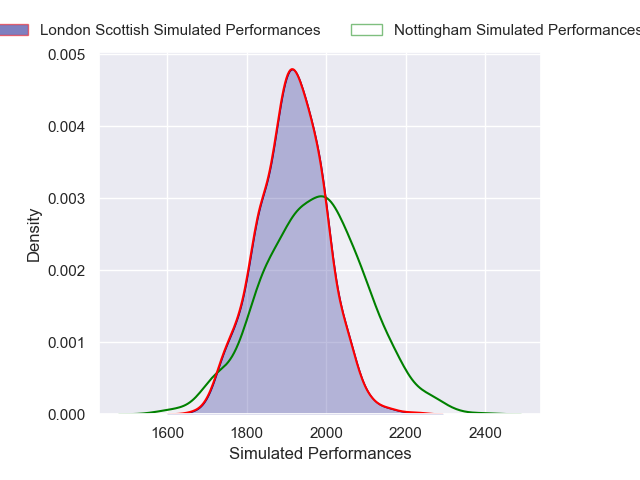 London Scottish Simulated Performances
Nottingham Simulated Performances
0.005
0.004
0.003
0.002
0.001
0.000
Density
1600 1800 2000 2200 2400
Simulated Performances